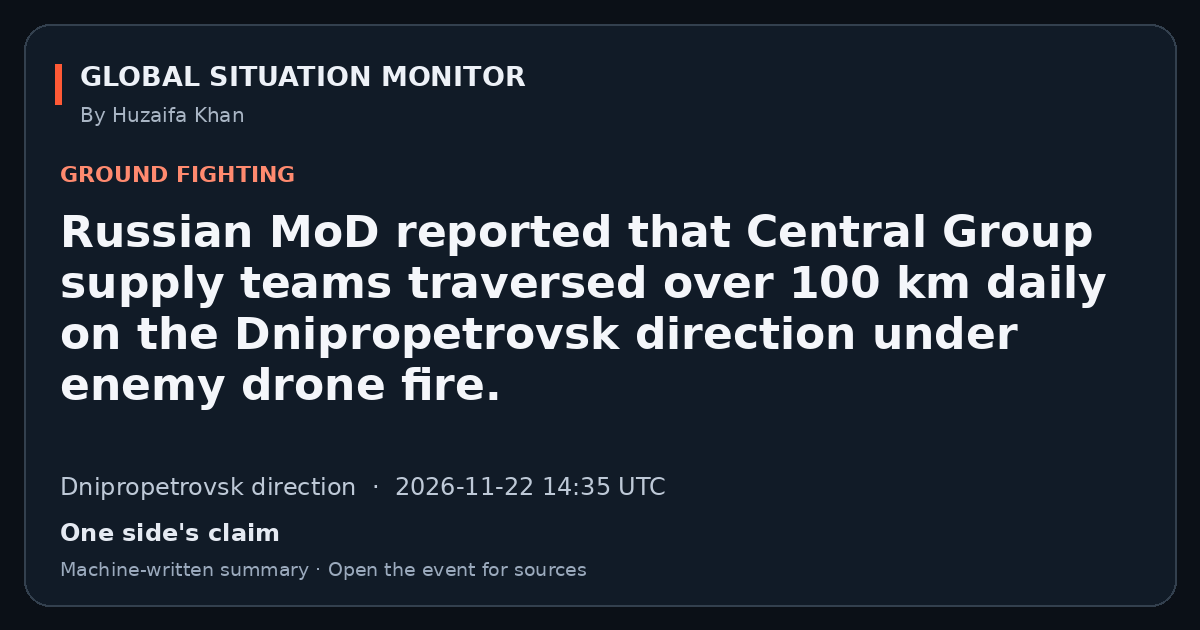 GLOBAL SITUATION MONITOR
By Huzaifa Khan
GROUND FIGHTING
Russian MoD reported that Central Group
supply teams traversed over 100 km daily
on the Dnipropetrovsk direction under
enemy drone fire.
Dnipropetrovsk direction · 2026-11-22 14:35 UTC
One side's claim
Machine-written summary · Open the event for sources